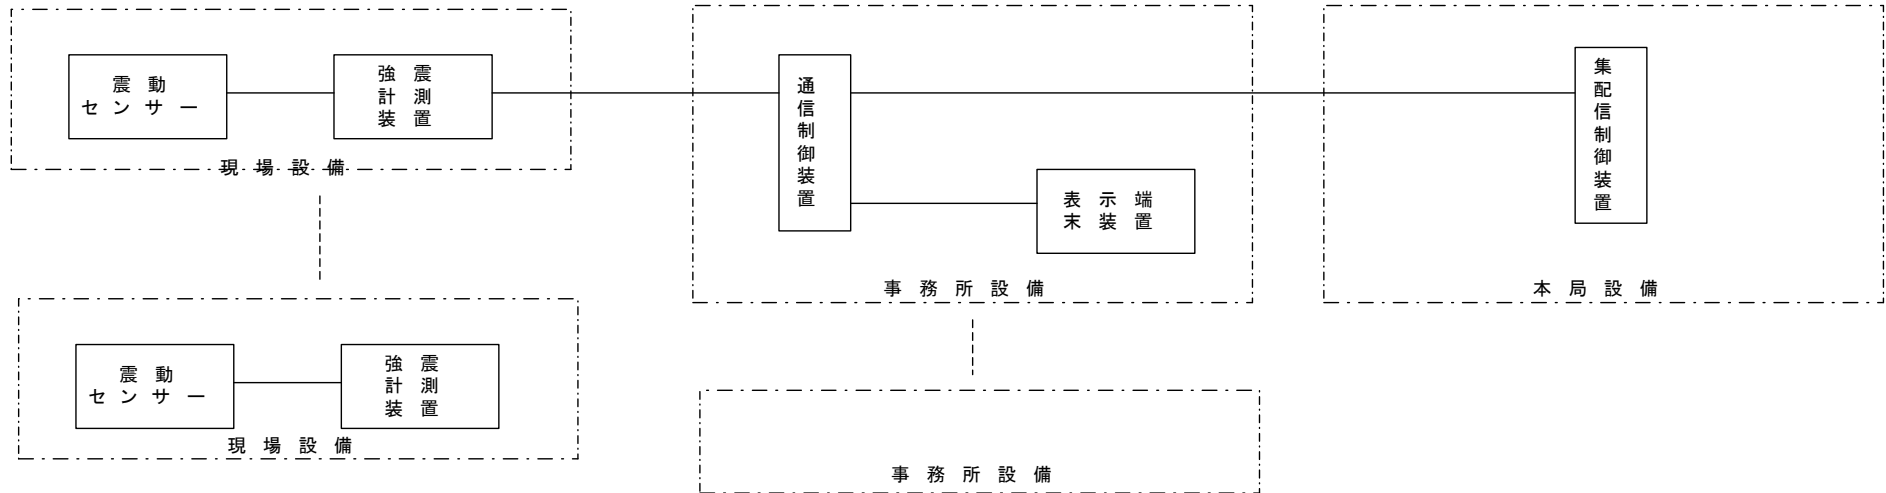 震動
センサー
強震
計測
装置
現場設備
通信制御装置
表示端
末装置
事務所設備
集配信制御装置
本局設備
震動
センサー
強震
計測
装置
現場設備
事務所設備